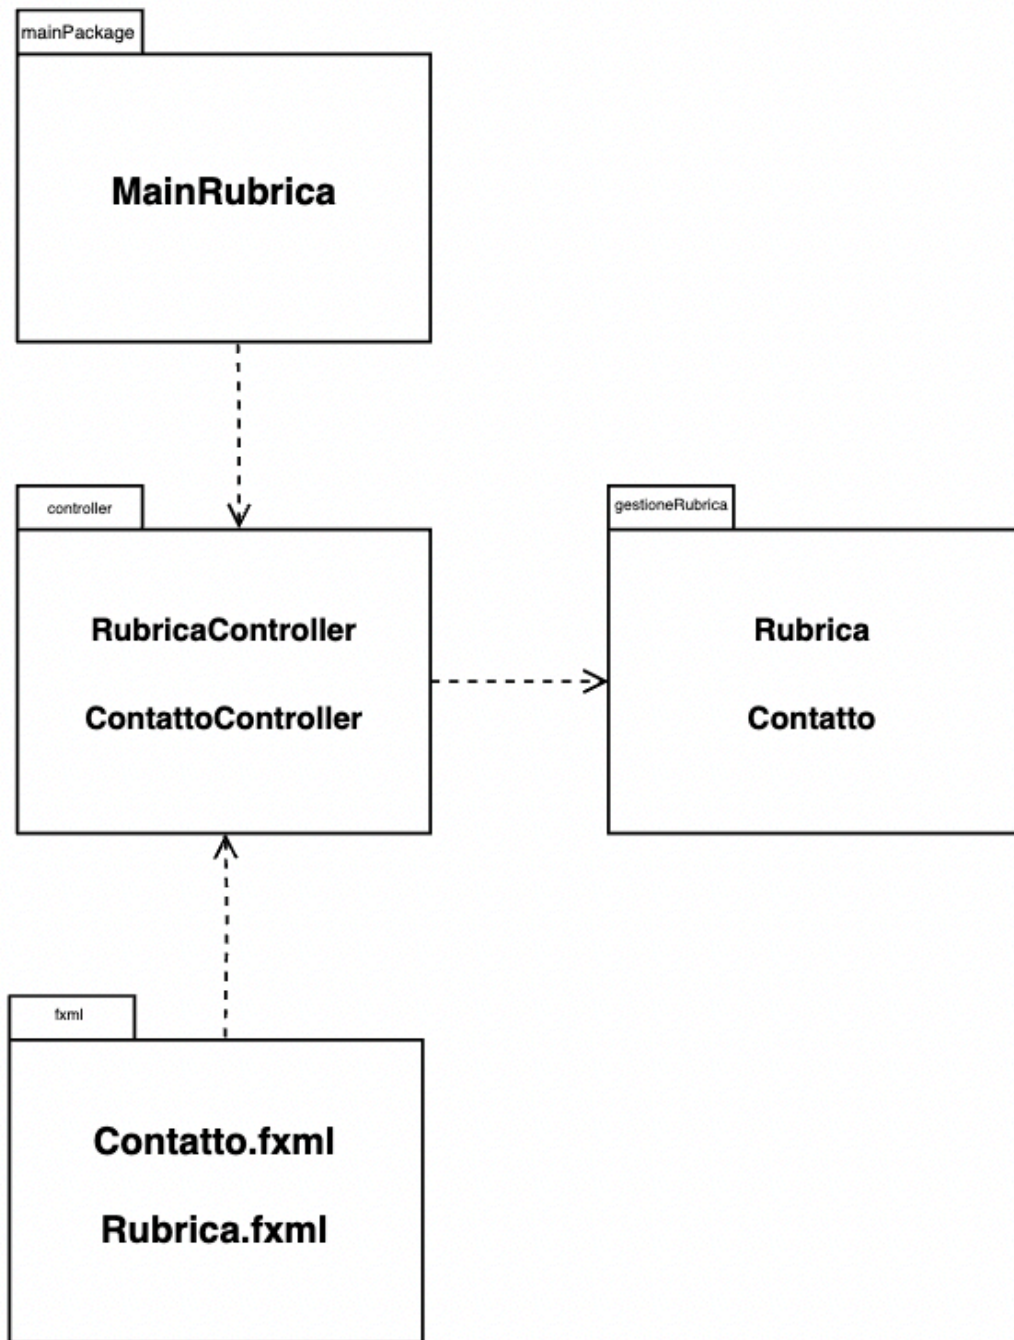 mainPackage
MainRubrica
controller
RubricaController
ContattoController
gestioneRubrica
Rubrica
Contatto
fxml
Contatto.fxml
Rubrica.fxml